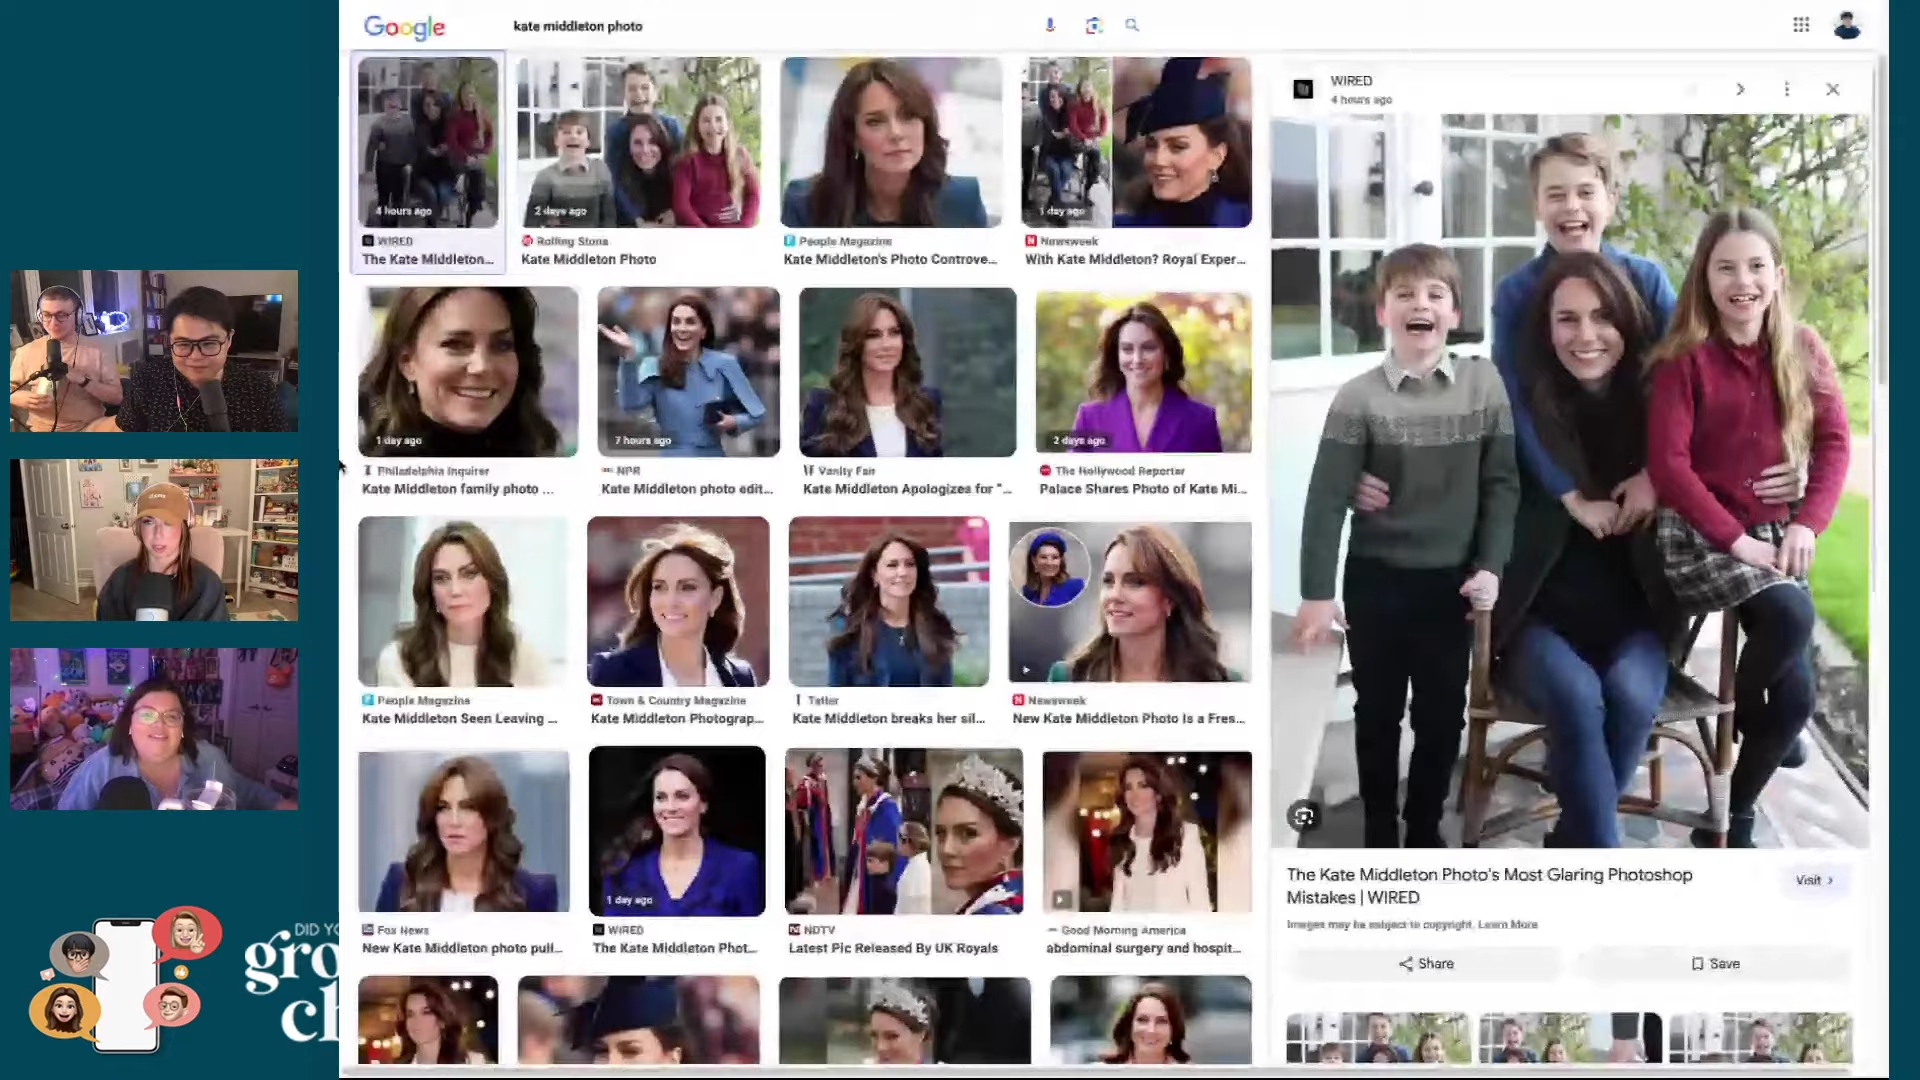 Google
kate middleton photo
4 hours ago
WIRED
The Kate Middleton...
2 days ago
Rolling Stone
Kate Middleton Photo
People Magazine
Kate Middleton's Photo Controve...
1 day ago
Newsweek
With Kate Middleton? Royal Exper...
WIRED
4 hours ago
1 day ago
Philadelphia Inquirer
Kate Middleton family photo ...
7 hours ago
NPR
Kate Middleton photo edit...
Vanity Fair
Kate Middleton Apologizes for "...
2 days ago
The Hollywood Reporter
Palace Shares Photo of Kate Mi...
People Magazine
Kate Middleton Seen Leaving ...
Town & Country Magazine
Kate Middleton Photograp...
Tatler
Kate Middleton breaks her sil...
Newsweek
New Kate Middleton Photo Is a Fres...
Fox News
New Kate Middleton photo pull...
1 day ago
WIRED
The Kate Middleton Phot...
NDTV
Latest Pic Released By UK Royals
Good Morning America
abdominal surgery and hospit...
The Kate Middleton Photo's Most Glaring Photoshop
Mistakes | WIRED
Visit
Images may be subject to copyright. Learn More
Share
Save
DID YO
gro
ch